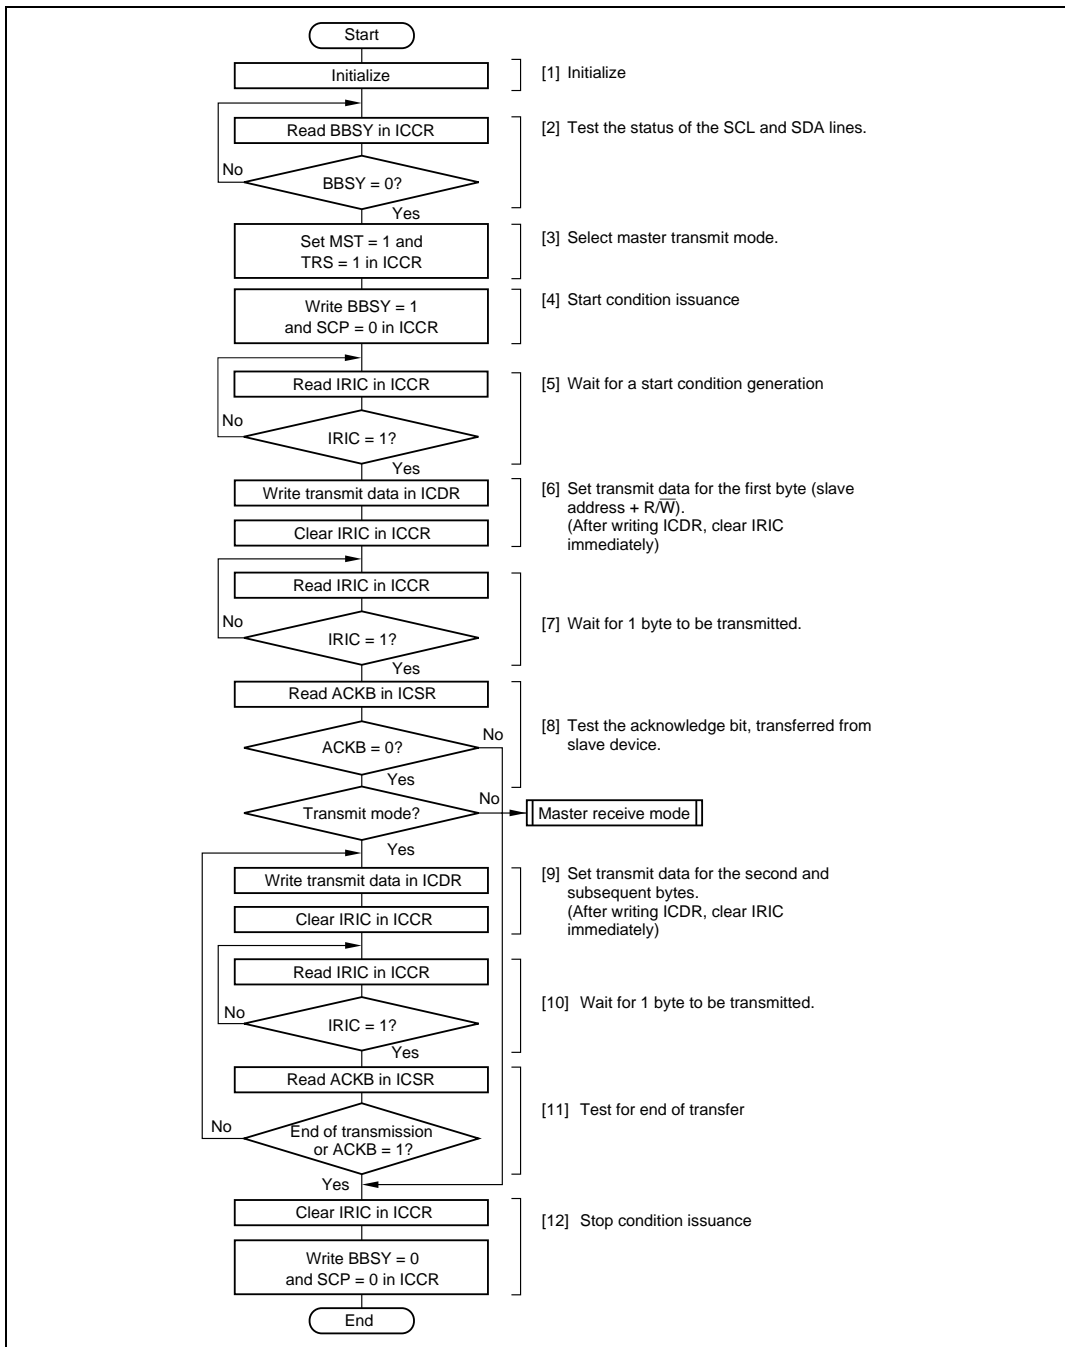 Start
Initialize
[1] Initialize
Read BBSY in ICCR
[2] Test the status of the SCL and SDA lines.
No
BBSY = 0?
Yes
Set MST = 1 and
TRS = 1 in ICCR
[3] Select master transmit mode.
Write BBSY = 1
and SCP = 0 in ICCR
[4] Start condition issuance
Read IRIC in ICCR
[5] Wait for a start condition generation
No
IRIC = 1?
Yes
Write transmit data in ICDR
Clear IRIC in ICCR
[6] Set transmit data for the first byte (slave
address + R/W̅).
(After writing ICDR, clear IRIC
immediately)
Read IRIC in ICCR
No
IRIC = 1?
[7] Wait for 1 byte to be transmitted.
Yes
Read ACKB in ICSR
[8] Test the acknowledge bit, transferred from
slave device.
ACKB = 0?
No
Yes
Transmit mode?
No
Master receive mode
Yes
Write transmit data in ICDR
Clear IRIC in ICCR
[9] Set transmit data for the second and
subsequent bytes.
(After writing ICDR, clear IRIC
immediately)
Read IRIC in ICCR
[10] Wait for 1 byte to be transmitted.
No
IRIC = 1?
Yes
Read ACKB in ICSR
[11] Test for end of transfer
No
End of transmission
or ACKB = 1?
Yes
Clear IRIC in ICCR
[12] Stop condition issuance
Write BBSY = 0
and SCP = 0 in ICCR
End